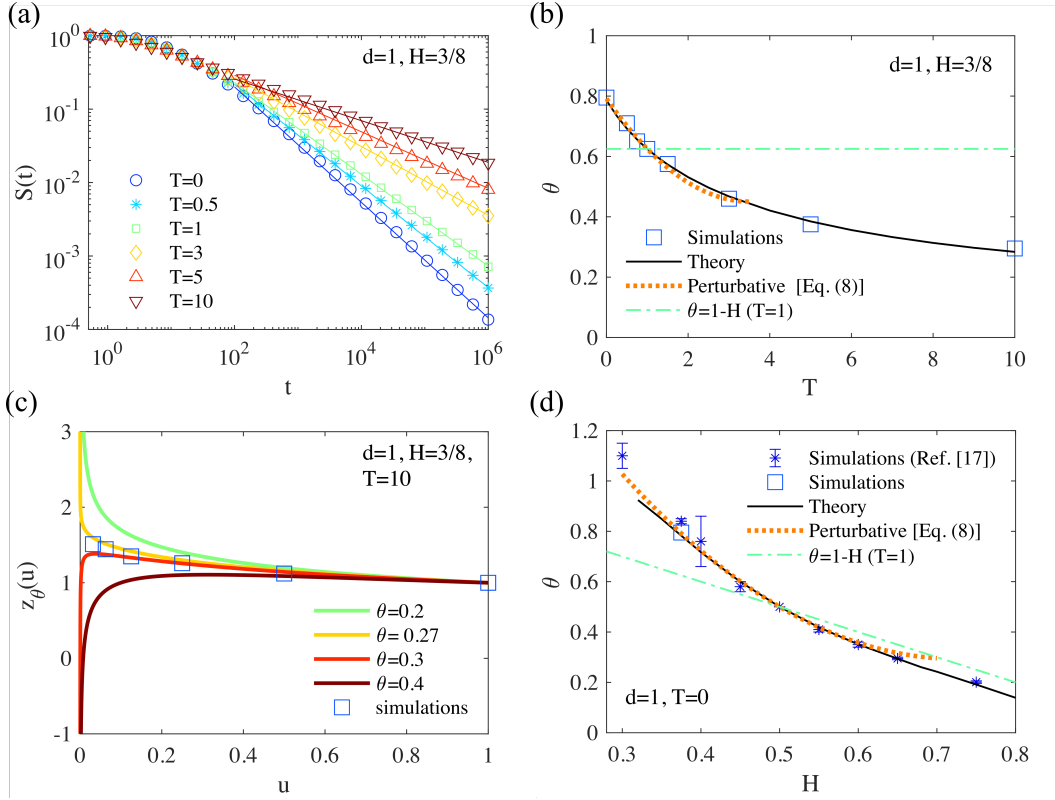 (a)
d=1, H=3/8
10^0
10^-1
10^-2
10^-3
10^-4
S(t)
T=0
T=0.5
T=1
T=3
T=5
T=10
10^0
10^2
10^4
10^6
t
(b)
d=1, H=3/8
1
0.8
0.6
0.4
0.2
0
θ
Simulations
Theory
Perturbative [Eq. (8)]
θ=1-H (T=1)
0
2
4
6
8
10
T
(c)
d=1, H=3/8,
T=10
3
2
1
0
-1
z_θ(u)
θ=0.2
θ= 0.27
θ=0.3
θ=0.4
simulations
0
0.2
0.4
0.6
0.8
1
u
(d)
1.2
1
0.8
0.6
0.4
0.2
0
θ
Simulations (Ref. [17])
Simulations
Theory
Perturbative [Eq. (8)]
θ=1-H (T=1)
d=1, T=0
0.3
0.4
0.5
0.6
0.7
0.8
H